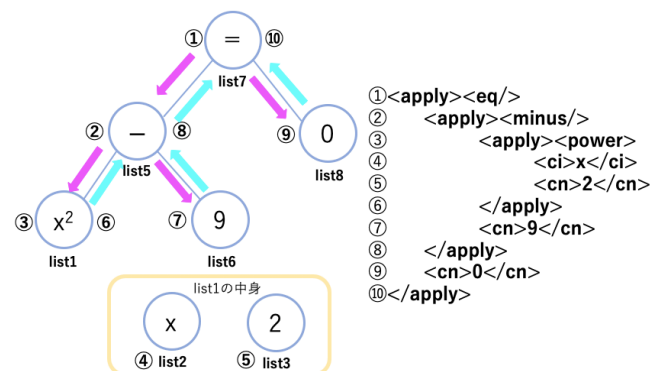 ① = ⑩
list7
② − ⑧
list5
⑨ 0
list8
③ x² ⑥
list1
⑦ 9
list6
list1の中身
x
④ list2
2
⑤ list3
①<apply><eq/>
② <apply><minus/>
③ <apply><power>
④ <ci>x</ci>
⑤ <cn>2</cn>
⑥ </apply>
⑦ <cn>9</cn>
⑧ </apply>
⑨ <cn>0</cn>
⑩</apply>